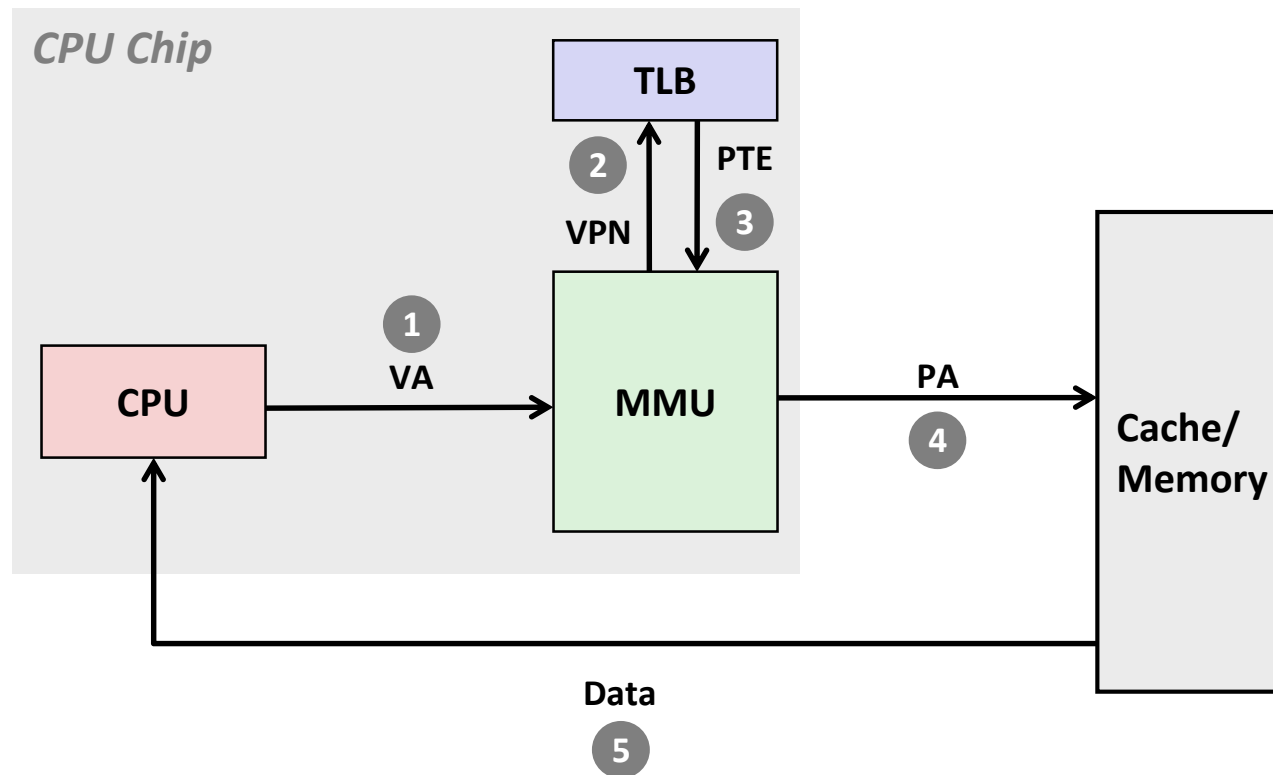 CPU Chip
TLB
2
PTE
VPN
3
1
VA
CPU
MMU
PA
4
Cache/
Memory
Data
5